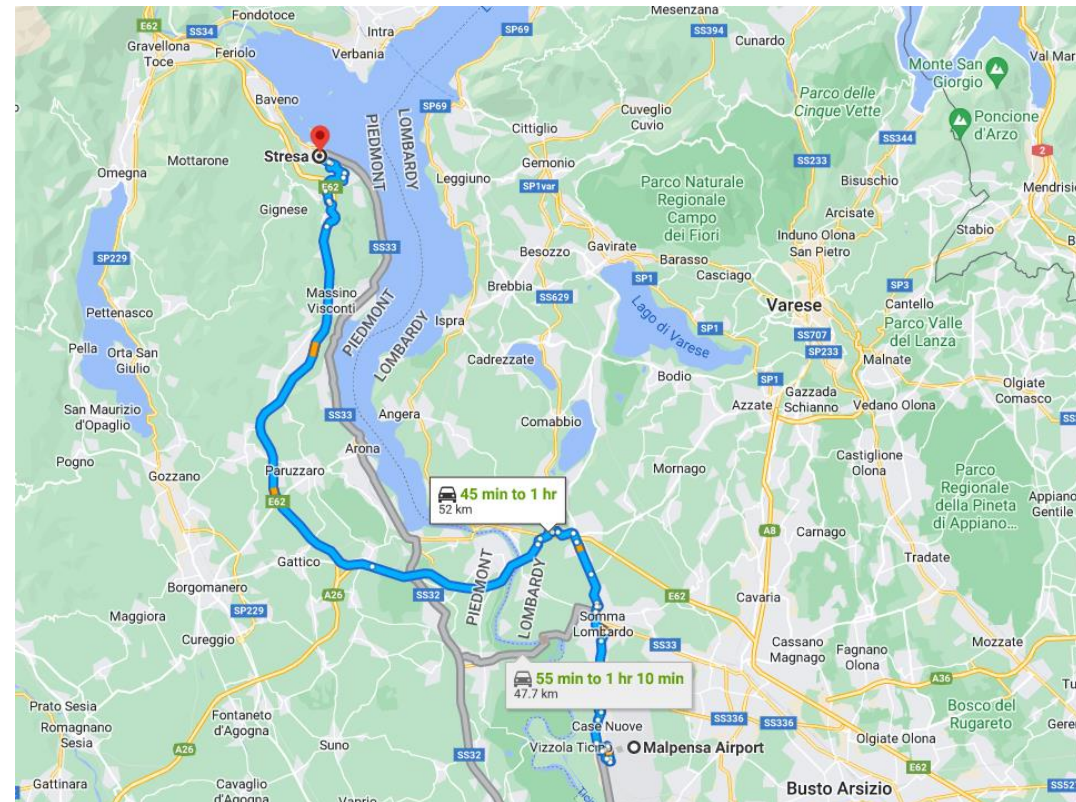 Fondotoce
Mesenzana
E62
SS34
Intra
SP69
SS394
Cunardo
Gravellona
Toce
Feriolo
Verbania
Monte San
Giorgio
Val Mar
Baveno
SP69
Cuveglio
Cuvio
Parco delle
Cinque Vette
Poncione
d'Arzo
SS344
PIEDMONT
LOMBARDY
Cittiglio
SS233
2
Mottarone
Stresa
Gemonio
Omegna
E62
Leggiuno
SP1var
Parco Naturale
Regionale
Campo
dei Fiori
Bisuschio
Mendrisi
Gignese
Arcisate
Stabio
SS33
Besozzo
Gavirate
Induno Olona
San Pietro
SP229
Barasso
SP1
Casciago
Massino
Visconti
Brebbia
SS629
SP3
Cantello
Pettenasco
PIEDMONT
Lago di
Varese
Varese
Parco Valle
del Lanza
Ispra
SP1
SS707
SP233
Pella
Orta San
Giulio
LOMBARDY
Cadrezzate
Malnate
Bodio
SP1
Gazzada
Schianno
Olgiate
Comasco
San Maurizio
d'Opaglio
SS33
Angera
Azzate
Vedano Olona
SS
Comabbio
Pogno
Arona
Castiglione
Olona
Gozzano
Paruzzaro
Mornago
Parco
Regionale
della Pineta
di Appiano...
E62
45 min to 1 hr
52 km
Appiano
Gentile
A8
Carnago
Gattico
PIEDMONT
LOMBARDY
Tradate
Borgomanero
A26
SS32
E62
Cavaria
Maggiora
SP229
Somma
Lombardo
SS33
Cureggio
Cassano
Magnago
Fagnano
Olona
Mozzate
55 min to 1 hr 10 min
47.7 km
A36
Prato Sesia
Bosco del
Rugareto
Romagnano
Sesia
Fontaneto
d'Agogna
Case Nuove
SS336
SS336
Olgiate Olona
A26
Suno
SS32
Vizzola Ticino
Malpensa Airport
E62
Gattinara
Cavaglio
d'Agogna
Busto Arsizio